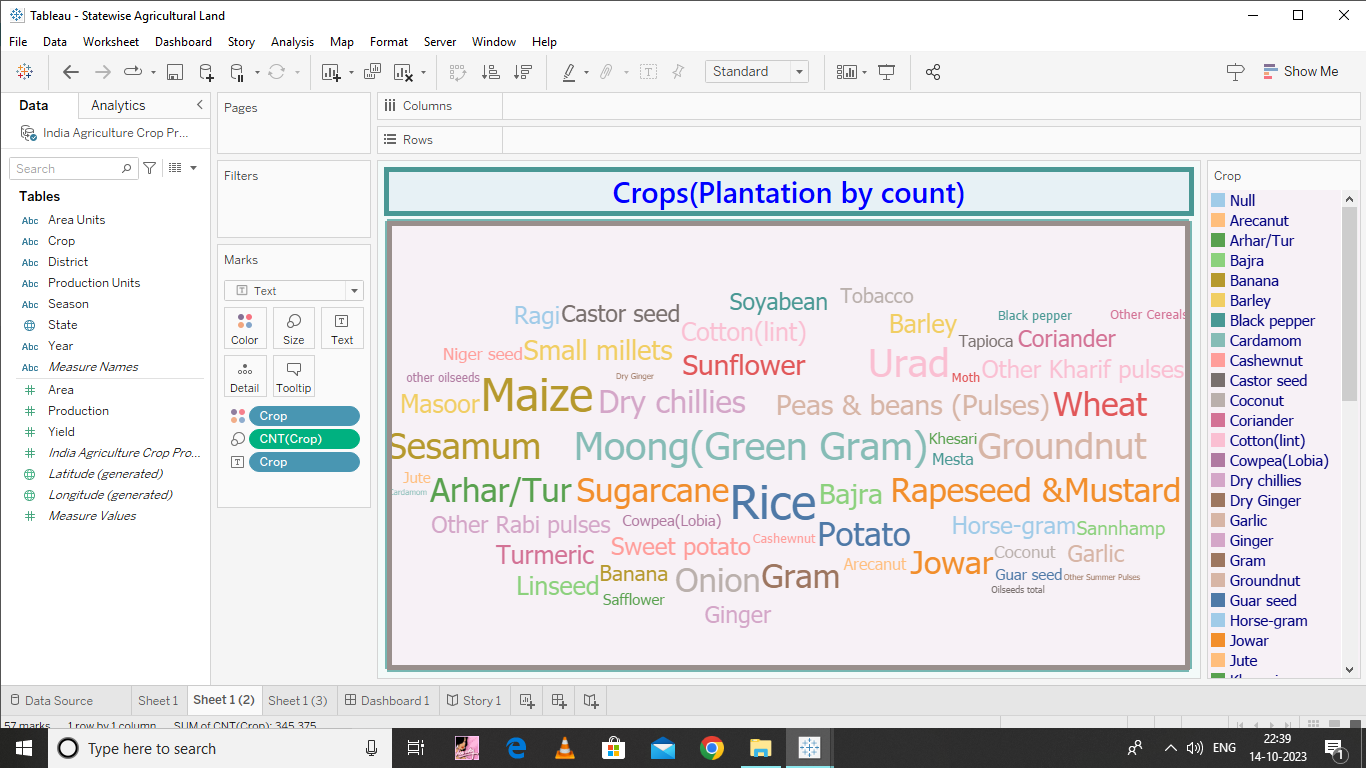 Tableau - Statewise Agricultural Land
File Data Worksheet Dashboard Story Analysis Map Format Server Window Help
Standard
Show Me
Data Analytics
India Agriculture Crop Pr...
Search
Tables
Abc Area Units
Abc Crop
Abc District
Abc Production Units
Abc Season
State
Abc Year
Abc Measure Names
Area
Production
Yield
India Agriculture Crop Pro...
Latitude (generated)
Longitude (generated)
Measure Values
Pages
Filters
Marks
Text
Color Size Text
Detail Tooltip
Crop
CNT(Crop)
Crop
Columns
Rows
Crops(Plantation by count)
Soyabean Tobacco
Ragi Castor seed Cotton(lint) Barley Black pepper Other Cereals
Niger seed Small millets Sunflower Urad Tapioca Coriander
other oilseeds Dry Ginger Moth Other Kharif pulses
Masoor Maize Dry chillies Peas & beans (Pulses) Wheat
Sesamum Moong(Green Gram) Khesari Groundnut
Mesta
Jute
Cardamom Arhar/Tur Sugarcane Rice Bajra Rapeseed &Mustard
Other Rabi pulses Cowpea(Lobia) Potato Horse-gram Sannhamp
Turmeric Sweet potato Cashewnut Arecanut Jowar Coconut Garlic
Linseed Banana Onion Gram Guar seed Other Summer Pulses
Safflower Oilseeds total
Ginger
Crop
Null
Arecanut
Arhar/Tur
Bajra
Banana
Barley
Black pepper
Cardamom
Cashewnut
Castor seed
Coconut
Coriander
Cotton(lint)
Cowpea(Lobia)
Dry chillies
Dry Ginger
Garlic
Ginger
Gram
Groundnut
Guar seed
Horse-gram
Jowar
Jute
Data Source Sheet 1 Sheet 1 (2) Sheet 1 (3) Dashboard 1 Story 1
57 marks 1 row by 1 column SUM of CNT(Crop): 345,375
Type here to search
ENG
22:39
14-10-2023
1